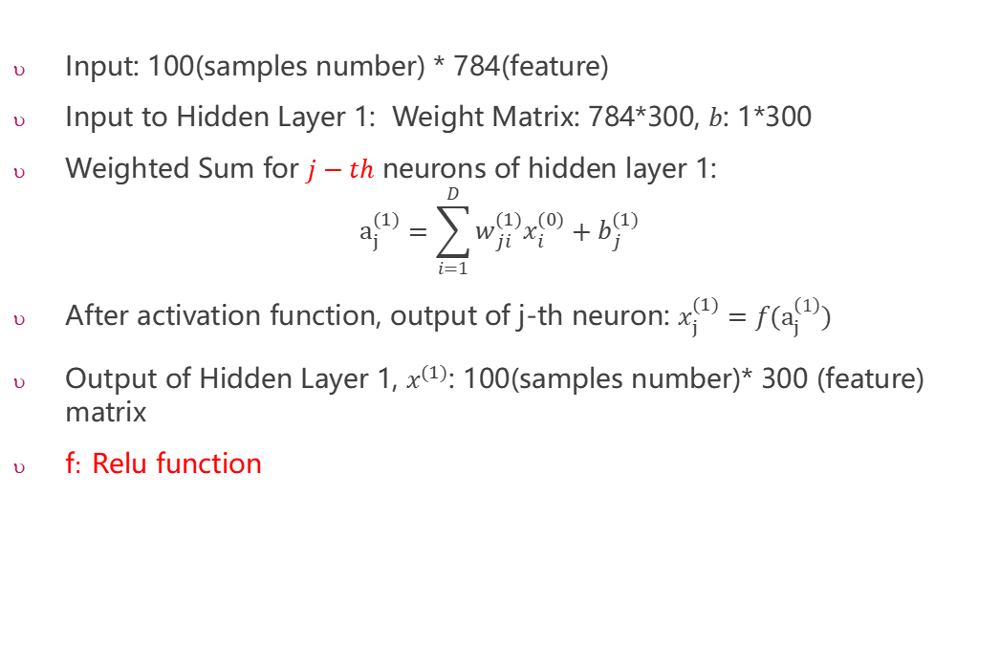 υ Input: 100(samples number) * 784(feature)
υ Input to Hidden Layer 1: Weight Matrix: 784*300, b: 1*300
υ Weighted Sum for j − th neurons of hidden layer 1:
a_j^{(1)} = \sum_{i=1}^{D} w_{ji}^{(1)} x_i^{(0)} + b_j^{(1)}
υ After activation function, output of j-th neuron: x_j^{(1)} = f(a_j^{(1)})
υ Output of Hidden Layer 1, x^{(1)}: 100(samples number)* 300 (feature)
matrix
υ f: Relu function